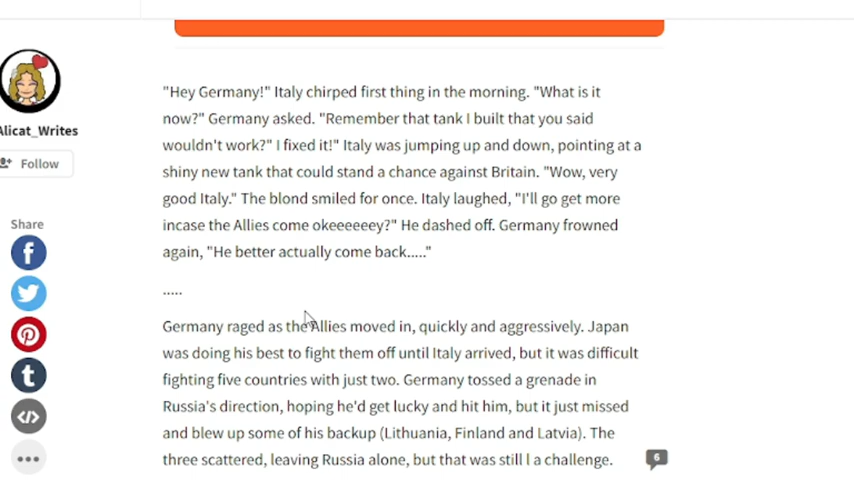 "Hey Germany!" Italy chirped first thing in the morning. "What is it
now?" Germany asked. "Remember that tank I built that you said
wouldn't work?" I fixed it!" Italy was jumping up and down, pointing at a
shiny new tank that could stand a chance against Britain. "Wow, very
good Italy." The blond smiled for once. Italy laughed, "I'll go get more
incase the Allies come okeeeeeey?" He dashed off. Germany frowned
again, "He better actually come back....."
.....
Germany raged as the Allies moved in, quickly and aggressively. Japan
was doing his best to fight them off until Italy arrived, but it was difficult
fighting five countries with just two. Germany tossed a grenade in
Russia's direction, hoping he'd get lucky and hit him, but it just missed
and blew up some of his backup (Lithuania, Finland and Latvia). The
three scattered, leaving Russia alone, but that was still l a challenge.
6
Alicat_Writes
Follow
Share